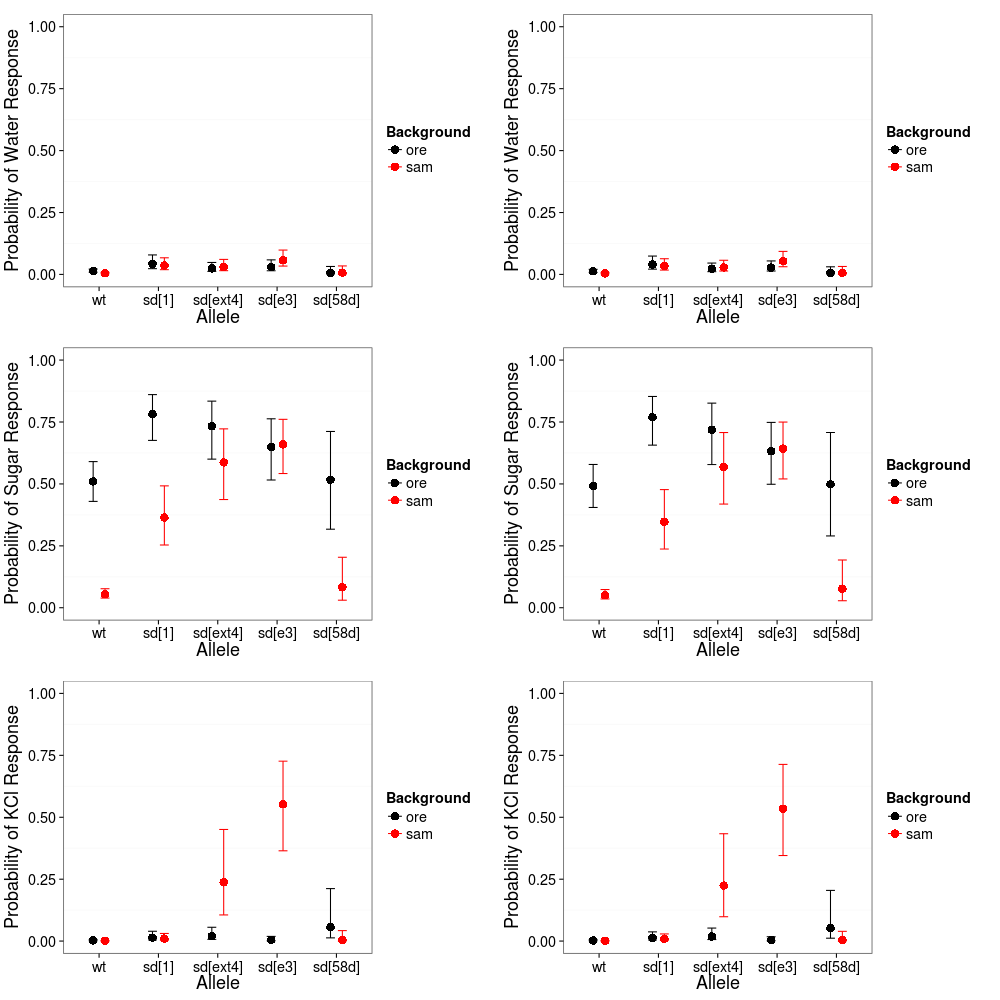 Probability of Water Response
1.00
0.75
0.50
0.25
0.00
wt sd[1] sd[ext4] sd[e3] sd[58d]
Allele
Background
ore
sam
Probability of Water Response
1.00
0.75
0.50
0.25
0.00
wt sd[1] sd[ext4] sd[e3] sd[58d]
Allele
Background
ore
sam
Probability of Sugar Response
1.00
0.75
0.50
0.25
0.00
wt sd[1] sd[ext4] sd[e3] sd[58d]
Allele
Background
ore
sam
Probability of Sugar Response
1.00
0.75
0.50
0.25
0.00
wt sd[1] sd[ext4] sd[e3] sd[58d]
Allele
Background
ore
sam
Probability of KCl Response
1.00
0.75
0.50
0.25
0.00
wt sd[1] sd[ext4] sd[e3] sd[58d]
Allele
Background
ore
sam
Probability of KCl Response
1.00
0.75
0.50
0.25
0.00
wt sd[1] sd[ext4] sd[e3] sd[58d]
Allele
Background
ore
sam